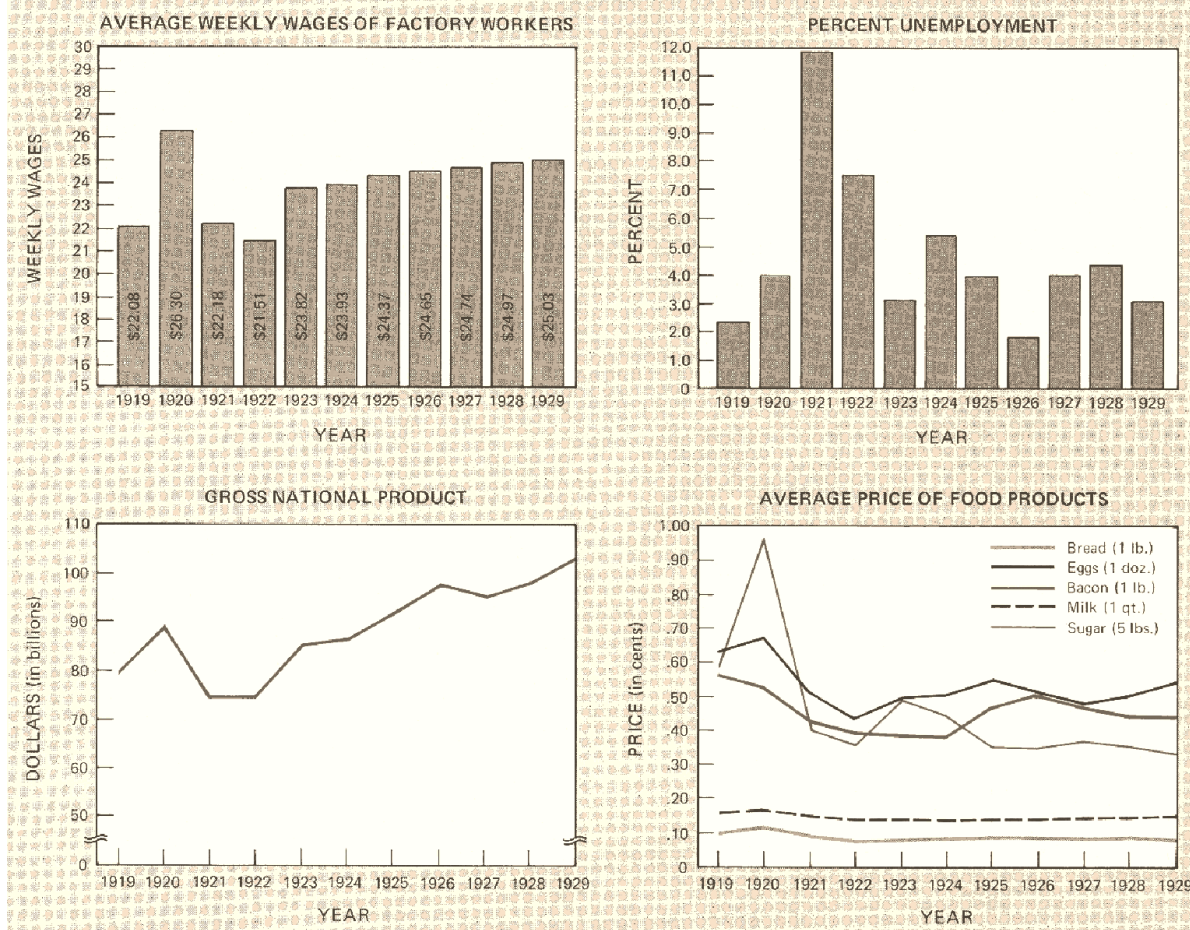 AVERAGE WEEKLY WAGES OF FACTORY WORKERS
WEEKLY WAGES
30
29
28
27
26
25
24
23
22
21
20
19
18
17
16
15
$22.08
$26.30
$22.18
$21.51
$23.82
$23.93
$24.37
$24.65
$24.74
$24.97
$25.03
1919 1920 1921 1922 1923 1924 1925 1926 1927 1928 1929
YEAR
PERCENT UNEMPLOYMENT
PERCENT
12.0
11.0
10.0
9.0
8.0
7.0
6.0
5.0
4.0
3.0
2.0
1.0
0
1919 1920 1921 1922 1923 1924 1925 1926 1927 1928 1929
YEAR
GROSS NATIONAL PRODUCT
DOLLARS (in billions)
110
100
90
80
70
60
50
0
1919 1920 1921 1922 1923 1924 1925 1926 1927 1928 1929
YEAR
AVERAGE PRICE OF FOOD PRODUCTS
PRICE (in cents)
1.00
.90
.80
.70
.60
.50
.40
.30
.20
.10
0
Bread (1 lb.)
Eggs (1 doz.)
Bacon (1 lb.)
Milk (1 qt.)
Sugar (5 lbs.)
1919 1920 1921 1922 1923 1924 1925 1926 1927 1928 1929
YEAR